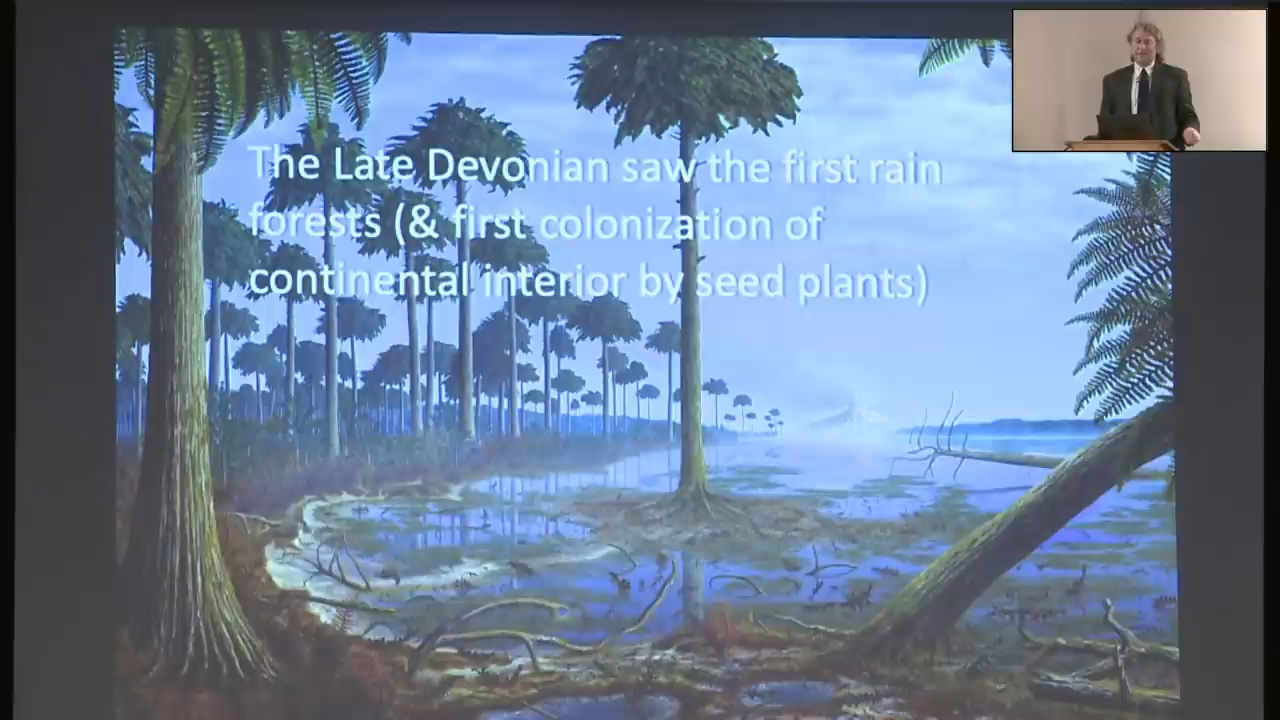 The Late Devonian saw the first rain
forests (& first colonization of
continental interior by seed plants)